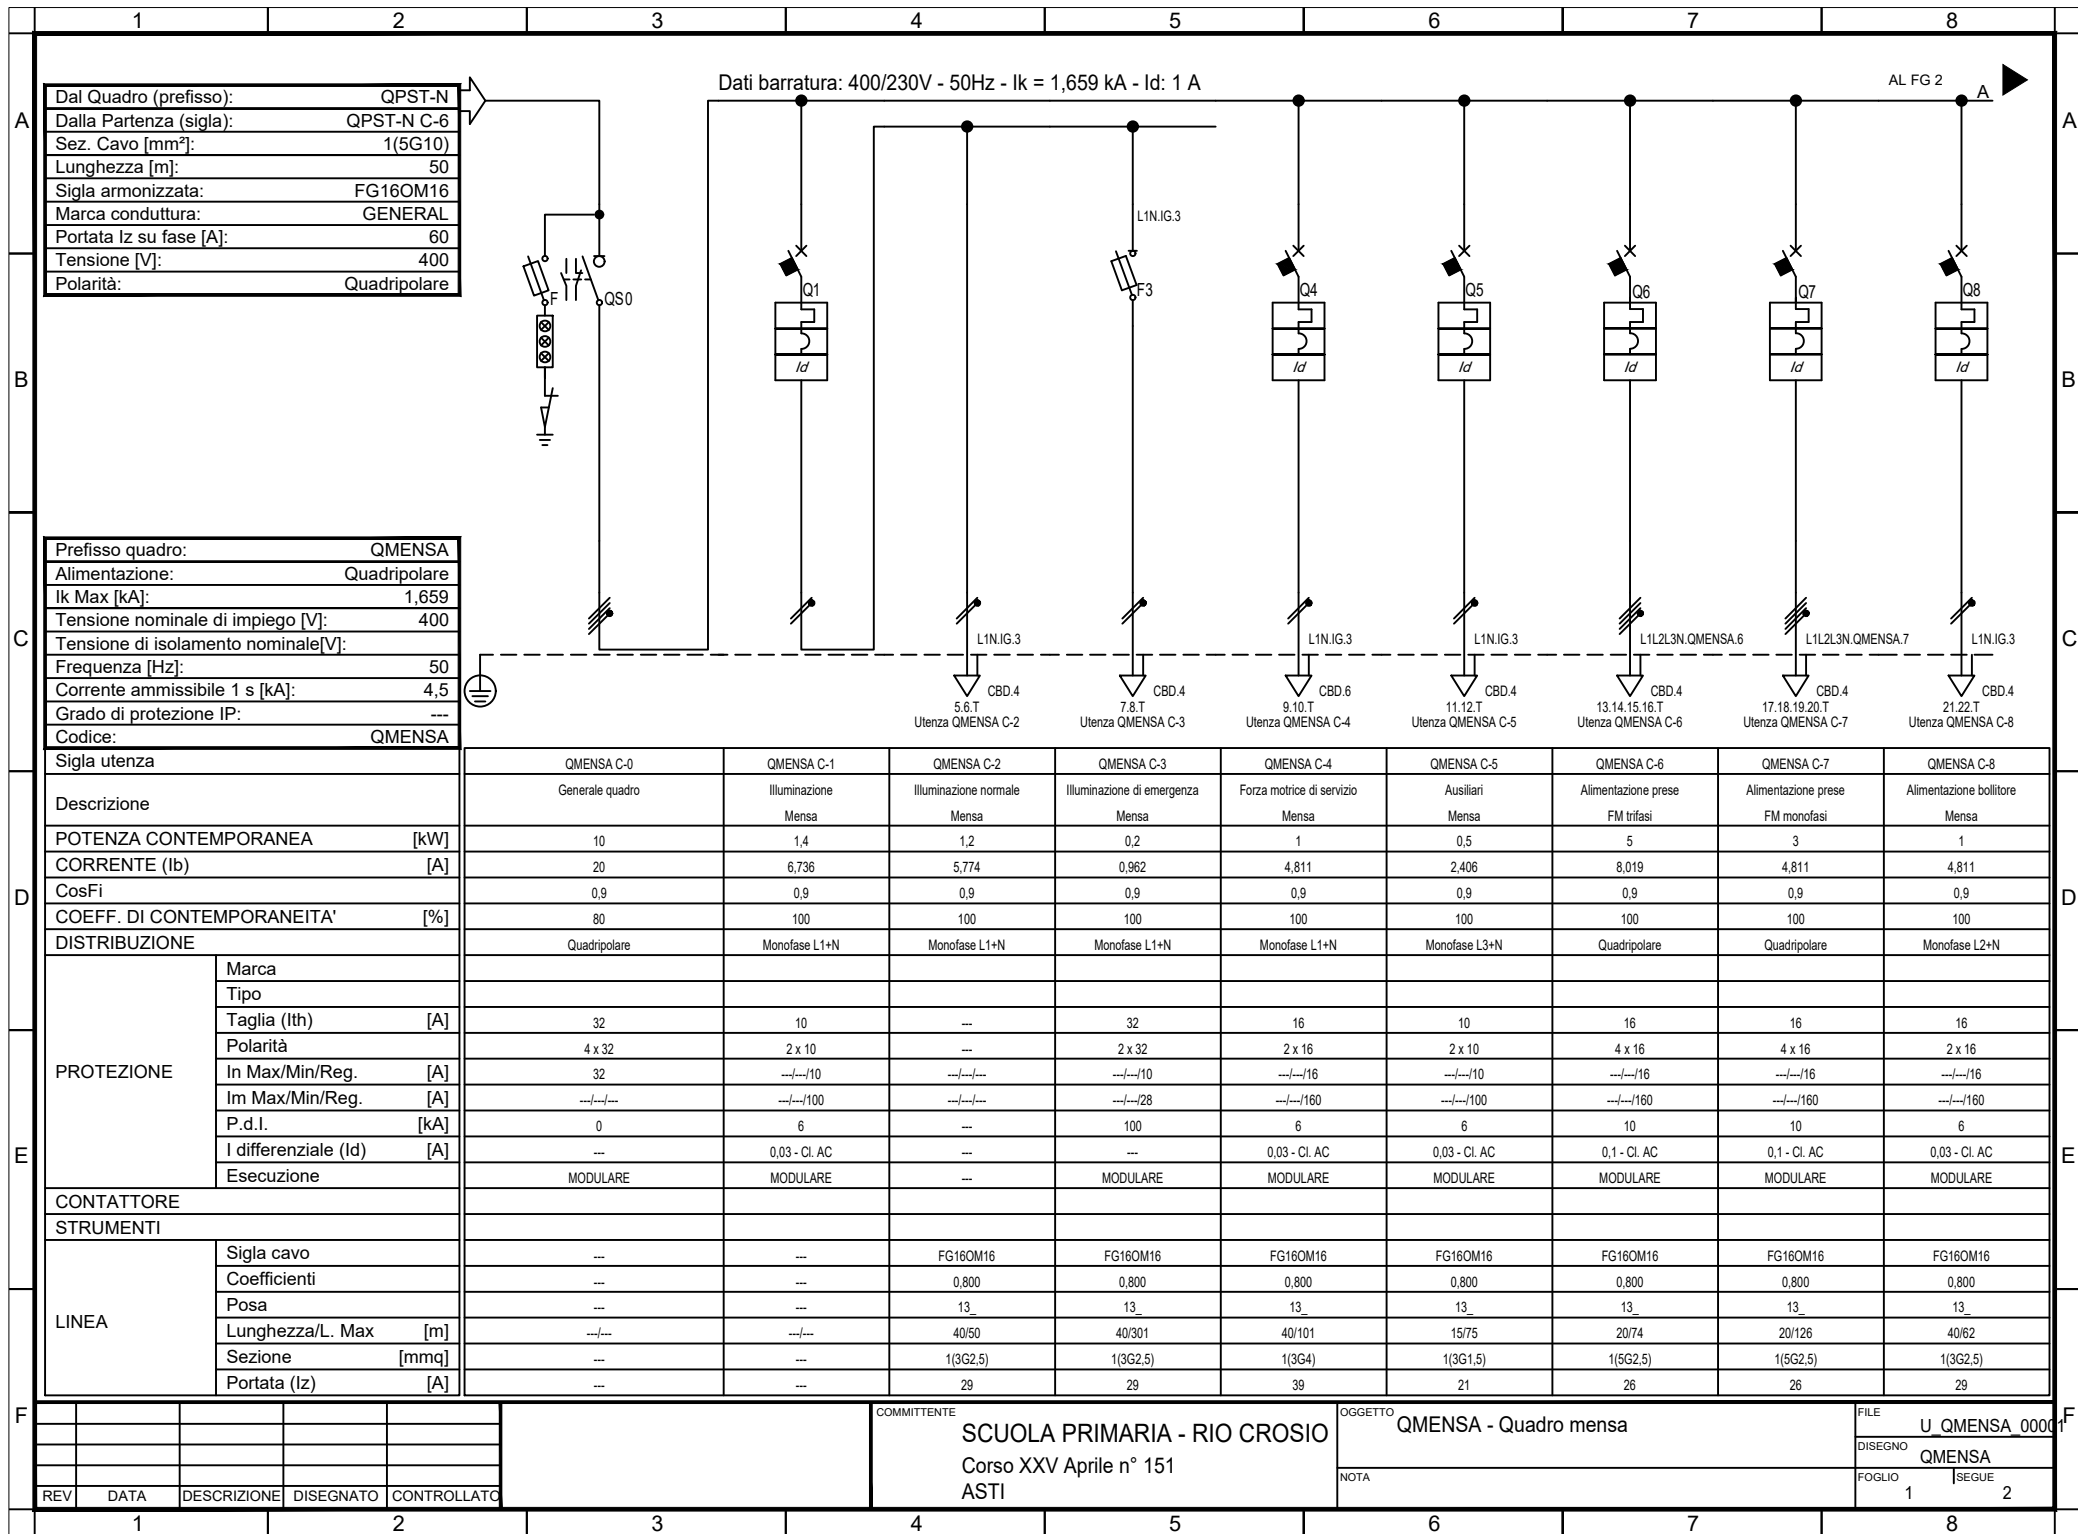 1 2 3 4 5 6 7 8
Dati barratura: 400/230V - 50Hz - Ik = 1,659 kA - Id: 1 A
AL FG 2
A
A
A
Dal Quadro (prefisso): QPST-N
Dalla Partenza (sigla): QPST-N C-6
Sez. Cavo [mm²]: 1(5G10)
Lunghezza [m]: 50
Sigla armonizzata: FG16OM16
Marca conduttura: GENERAL
Portata Iz su fase [A]: 60
Tensione [V]: 400
Polarità: Quadripolare
L1N.IG.3
F QS0 Q1 F3 Q4 Q5 Q6 Q7 Q8
Id Id Id Id Id Id
B B
Prefisso quadro: QMENSA
Alimentazione: Quadripolare
Ik Max [kA]: 1,659
Tensione nominale di impiego [V]: 400
Tensione di isolamento nominale[V]:
Frequenza [Hz]: 50
Corrente ammissibile 1 s [kA]: 4,5
Grado di protezione IP: ---
Codice: QMENSA
C C
L1N.IG.3 L1N.IG.3 L1N.IG.3 L1N.IG.3 L1L2L3N.QMENSA.6 L1L2L3N.QMENSA.7 L1N.IG.3
CBD.4 CBD.4 CBD.6 CBD.4 CBD.4 CBD.4 CBD.4
5.6.T 7.8.T 9.10.T 11.12.T 13.14.15.16.T 17.18.19.20.T 21.22.T
Utenza QMENSA C-2 Utenza QMENSA C-3 Utenza QMENSA C-4 Utenza QMENSA C-5 Utenza QMENSA C-6 Utenza QMENSA C-7 Utenza QMENSA C-8
Sigla utenza QMENSA C-0 QMENSA C-1 QMENSA C-2 QMENSA C-3 QMENSA C-4 QMENSA C-5 QMENSA C-6 QMENSA C-7 QMENSA C-8
Descrizione Generale quadro Illuminazione Illuminazione normale Illuminazione di emergenza Forza motrice di servizio Ausiliari Alimentazione prese Alimentazione prese Alimentazione bollitore
Mensa Mensa Mensa Mensa Mensa FM trifasi FM monofasi Mensa
POTENZA CONTEMPORANEA [kW] 10 1,4 1,2 0,2 1 0,5 5 3 1
CORRENTE (Ib) [A] 20 6,736 5,774 0,962 4,811 2,406 8,019 4,811 4,811
D CosFi 0,9 0,9 0,9 0,9 0,9 0,9 0,9 0,9 0,9 D
COEFF. DI CONTEMPORANEITA' [%] 80 100 100 100 100 100 100 100 100
DISTRIBUZIONE Quadripolare Monofase L1+N Monofase L1+N Monofase L1+N Monofase L1+N Monofase L3+N Quadripolare Quadripolare Monofase L2+N
PROTEZIONE
Marca
Tipo
Taglia (Ith) [A] 32 10 --- 32 16 10 16 16 16
Polarità 4 x 32 2 x 10 --- 2 x 32 2 x 16 2 x 10 4 x 16 4 x 16 2 x 16
In Max/Min/Reg. [A] 32 ---/---/10 ---/---/--- ---/---/10 ---/---/16 ---/---/10 ---/---/16 ---/---/16 ---/---/16
Im Max/Min/Reg. [A] ---/---/--- ---/---/100 ---/---/--- ---/---/28 ---/---/160 ---/---/100 ---/---/160 ---/---/160 ---/---/160
P.d.I. [kA] 0 6 --- 100 6 6 10 10 6
E I differenziale (Id) [A] --- 0,03 - Cl. AC --- --- 0,03 - Cl. AC 0,03 - Cl. AC 0,1 - Cl. AC 0,1 - Cl. AC 0,03 - Cl. AC E
Esecuzione MODULARE MODULARE --- MODULARE MODULARE MODULARE MODULARE MODULARE MODULARE
CONTATTORE
STRUMENTI
LINEA
Sigla cavo --- --- FG16OM16 FG16OM16 FG16OM16 FG16OM16 FG16OM16 FG16OM16 FG16OM16
Coefficienti --- --- 0,800 0,800 0,800 0,800 0,800 0,800 0,800
Posa --- --- 13_ 13_ 13_ 13_ 13_ 13_ 13_
Lunghezza/L. Max [m] ---/--- ---/--- 40/50 40/301 40/101 15/75 20/74 20/126 40/62
Sezione [mmq] --- --- 1(3G2,5) 1(3G2,5) 1(3G4) 1(3G1,5) 1(5G2,5) 1(5G2,5) 1(3G2,5)
Portata (Iz) [A] --- --- 29 29 39 21 26 26 29
F F
COMMITTENTE
SCUOLA PRIMARIA - RIO CROSIO
Corso XXV Aprile n° 151
ASTI
OGGETTO QMENSA - Quadro mensa
NOTA
FILE U_QMENSA_00001
DISEGNO QMENSA
FOGLIO 1 SEGUE 2
REV DATA DESCRIZIONE DISEGNATO CONTROLLATO
1 2 3 4 5 6 7 8